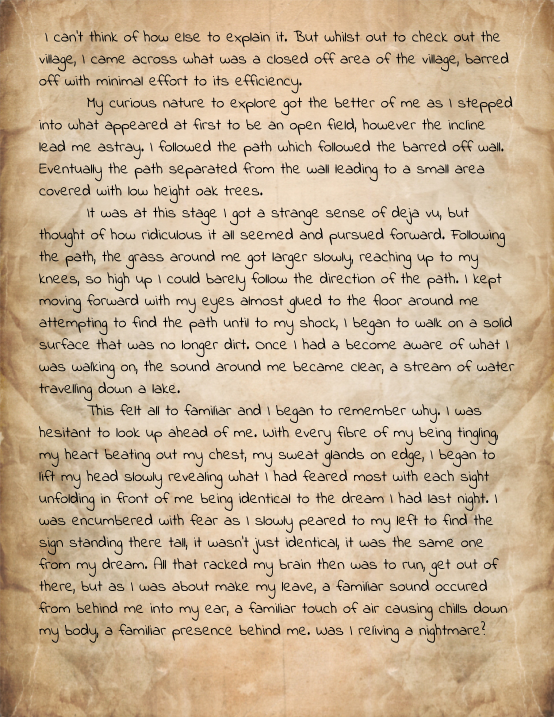 I can't think of how else to explain it. But whilst out to check out the
village, I came across what was a closed off area of the village, barred
off with minimal effort to its efficiency.
My curious nature to explore got the better of me as I stepped
into what appeared at first to be an open field, however the incline
lead me astray. I followed the path which followed the barred off wall.
Eventually the path separated from the wall leading to a small area
covered with low height oak trees.
It was at this stage I got a strange sense of deja vu, but
thought of how ridiculous it all seemed and pursued forward. Following
the path, the grass around me got larger slowly, reaching up to my
knees, so high up I could barely follow the direction of the path. I kept
moving forward with my eyes almost glued to the floor around me
attempting to find the path until to my shock, I began to walk on a solid
surface that was no longer dirt. Once I had a become aware of what I
was walking on, the sound around me became clear, a stream of water
travelling down a lake.
This felt all to familiar and I began to remember why. I was
hesitant to look up ahead of me. With every fibre of my being tingling,
my heart beating out my chest, my sweat glands on edge, I began to
lift my head slowly revealing what I had feared most with each sight
unfolding in front of me being identical to the dream I had last night. I
was encumbered with fear as I slowly peared to my left to find the
sign standing there tall, it wasn't just identical, it was the same one
from my dream. All that racked my brain then was to run, get out of
there, but as I was about make my leave, a familiar sound occured
from behind me into my ear, a familiar touch of air causing chills down
my body, a familiar presence behind me. Was I reliving a nightmare?